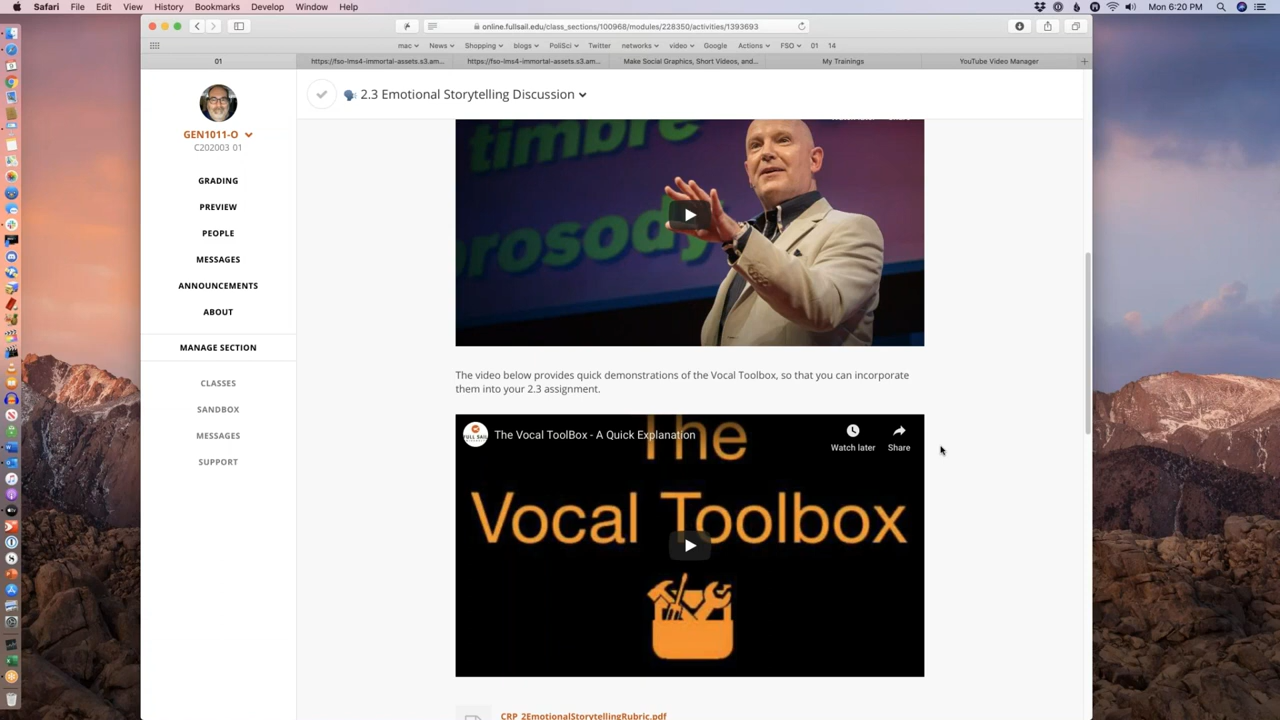 Safari File Edit View History Bookmarks Develop Window Help
Mon 6:20 PM
online.fullsail.edu/class_sections/100968/modules/228350/activities/1393693
mac News Shopping blogs PoliSci Twitter networks video Google Actions FSO 01 14
01 https://fso-lms4-immortal-assets.s3.am... https://fso-lms4-immortal-assets.s3.am... Make Social Graphics, Short Videos, and... My Trainings YouTube Video Manager
2.3 Emotional Storytelling Discussion
GEN1011-O
C202003 01
GRADING
PREVIEW
PEOPLE
MESSAGES
ANNOUNCEMENTS
ABOUT
MANAGE SECTION
CLASSES
SANDBOX
MESSAGES
SUPPORT
timbre
prosody
The video below provides quick demonstrations of the Vocal Toolbox, so that you can incorporate
them into your 2.3 assignment.
FULL SAIL
The Vocal ToolBox - A Quick Explanation
Watch later Share
The
Vocal Toolbox
CRP_2EmotionalStorytellingRubric.pdf